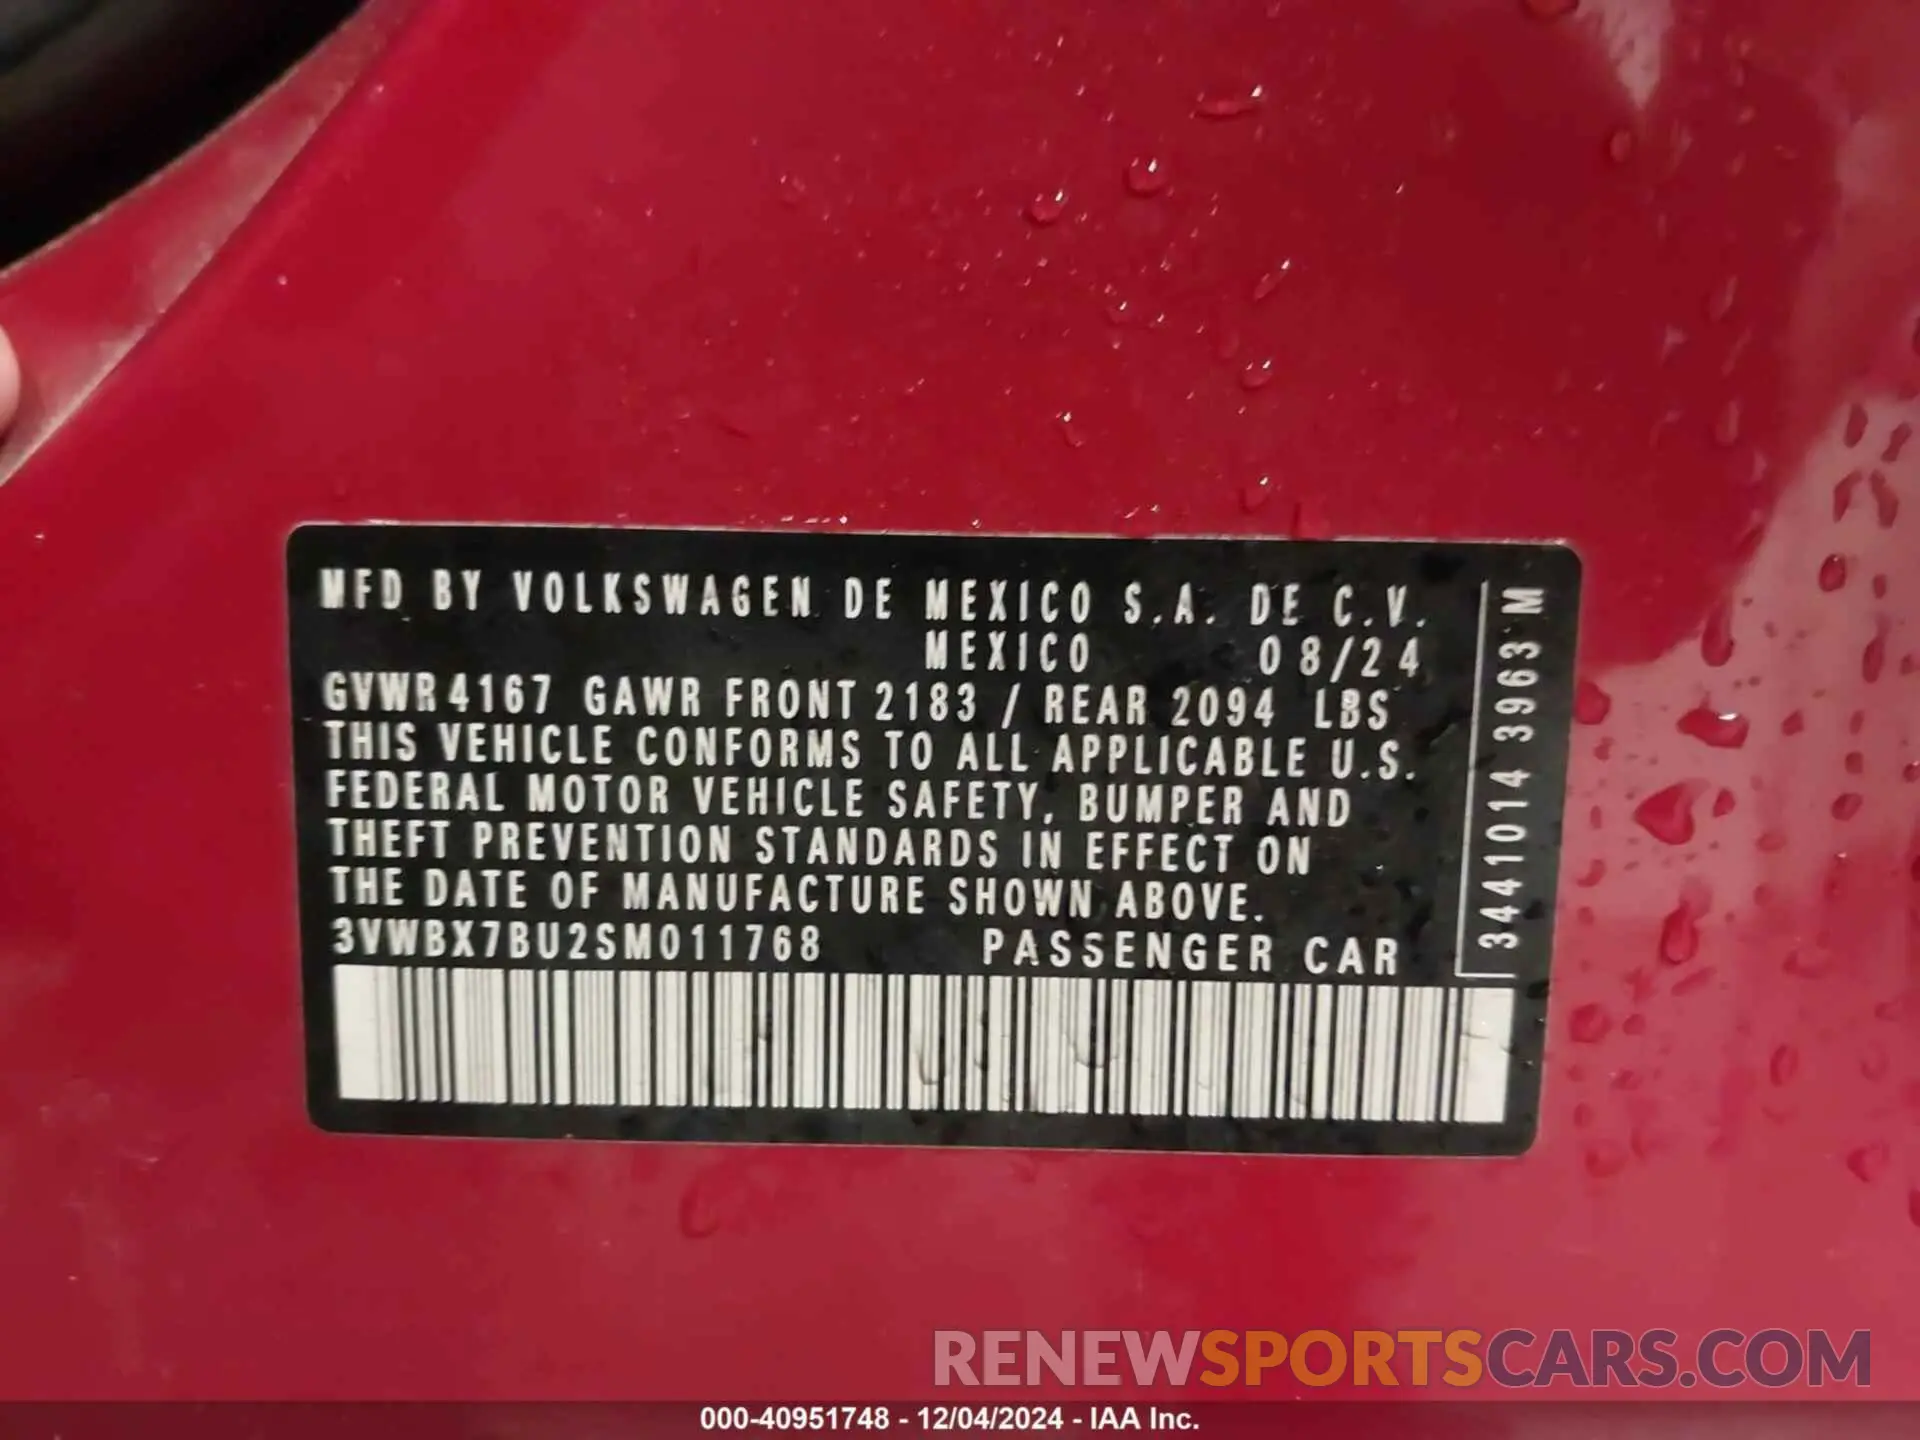 MFD BY VOLKSWAGEN DE MEXICO S.A. DE C.V.
MEXICO 08/24
GVWR 4167 GAWR FRONT 2183 / REAR 2094 LBS
THIS VEHICLE CONFORMS TO ALL APPLICABLE U.S.
FEDERAL MOTOR VEHICLE SAFETY, BUMPER AND
THEFT PREVENTION STANDARDS IN EFFECT ON
THE DATE OF MANUFACTURE SHOWN ABOVE.
3VWBX7BU2SM011768 PASSENGER CAR
3441014 3963 M
RENEWSPORTSCARS.COM
000-40951748 - 12/04/2024 - IAA Inc.